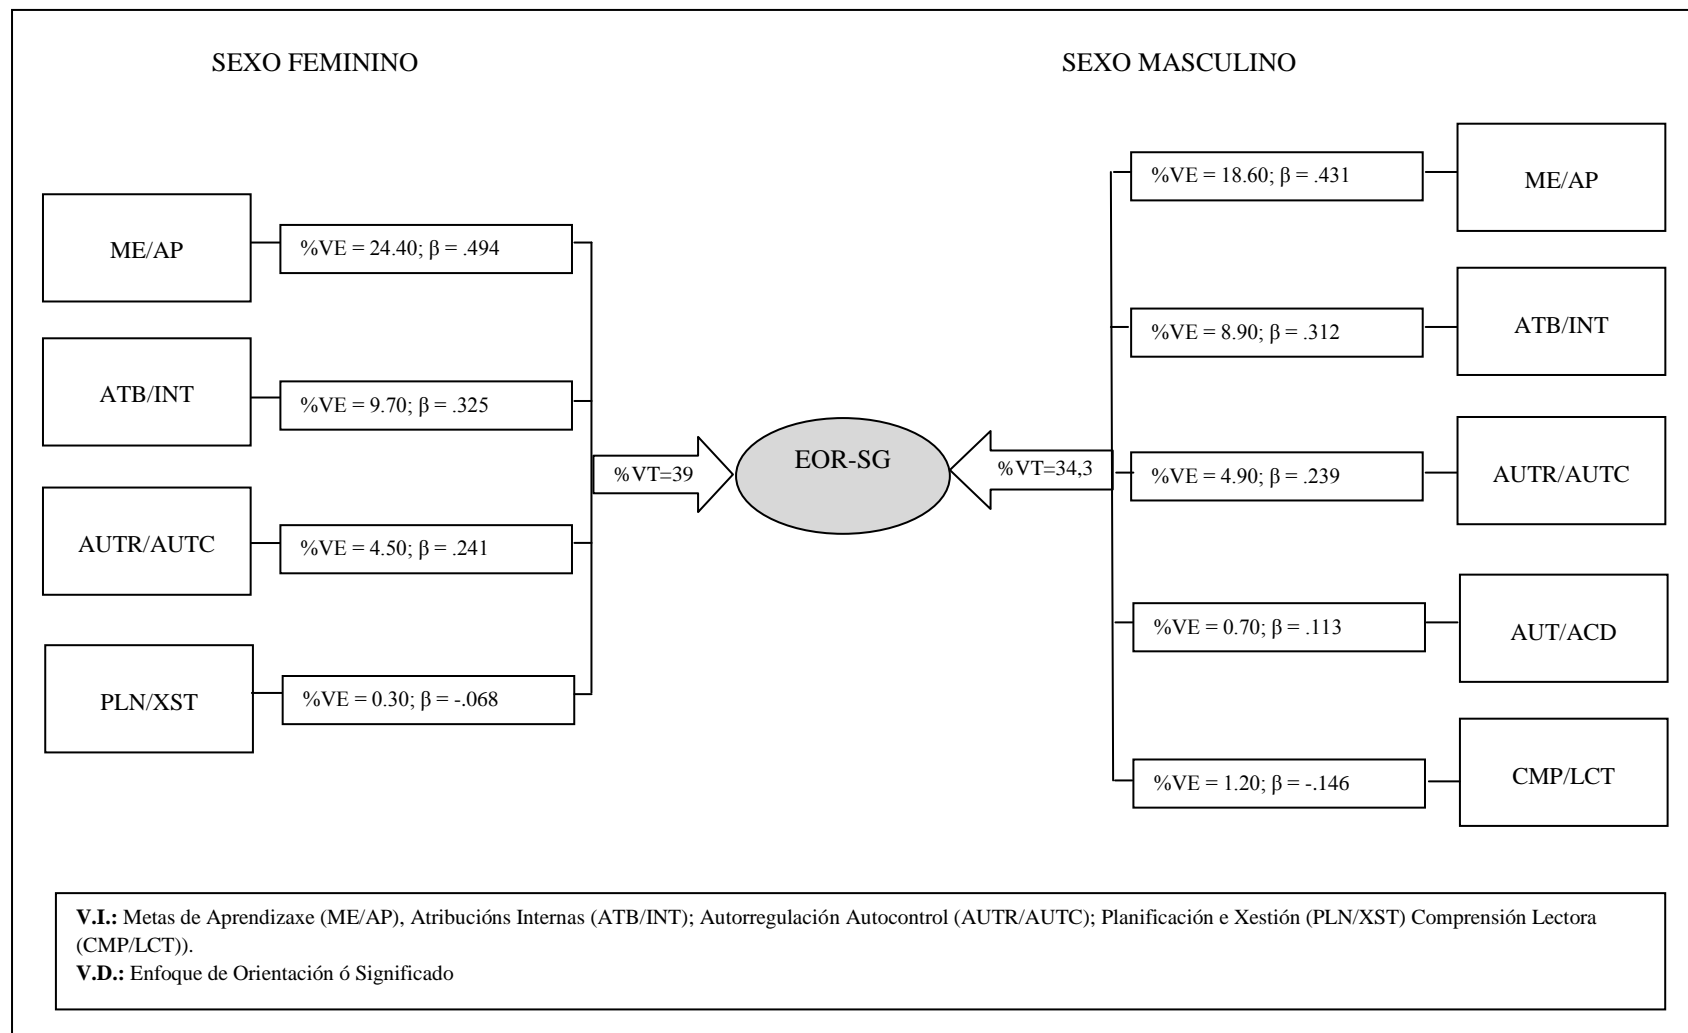 SEXO FEMININO
SEXO MASCULINO
ME/AP
%VE = 24.40; β = .494
ATB/INT
%VE = 9.70; β = .325
AUTR/AUTC
%VE = 4.50; β = .241
PLN/XST
%VE = 0.30; β = -.068
%VT=39
EOR-SG
%VT=34,3
%VE = 18.60; β = .431
ME/AP
%VE = 8.90; β = .312
ATB/INT
%VE = 4.90; β = .239
AUTR/AUTC
%VE = 0.70; β = .113
AUT/ACD
%VE = 1.20; β = -.146
CMP/LCT
V.I.: Metas de Aprendizaxe (ME/AP), Atribucións Internas (ATB/INT); Autorregulación Autocontrol (AUTR/AUTC); Planificación e Xestión (PLN/XST) Comprensión Lectora
(CMP/LCT)).
V.D.: Enfoque de Orientación ó Significado